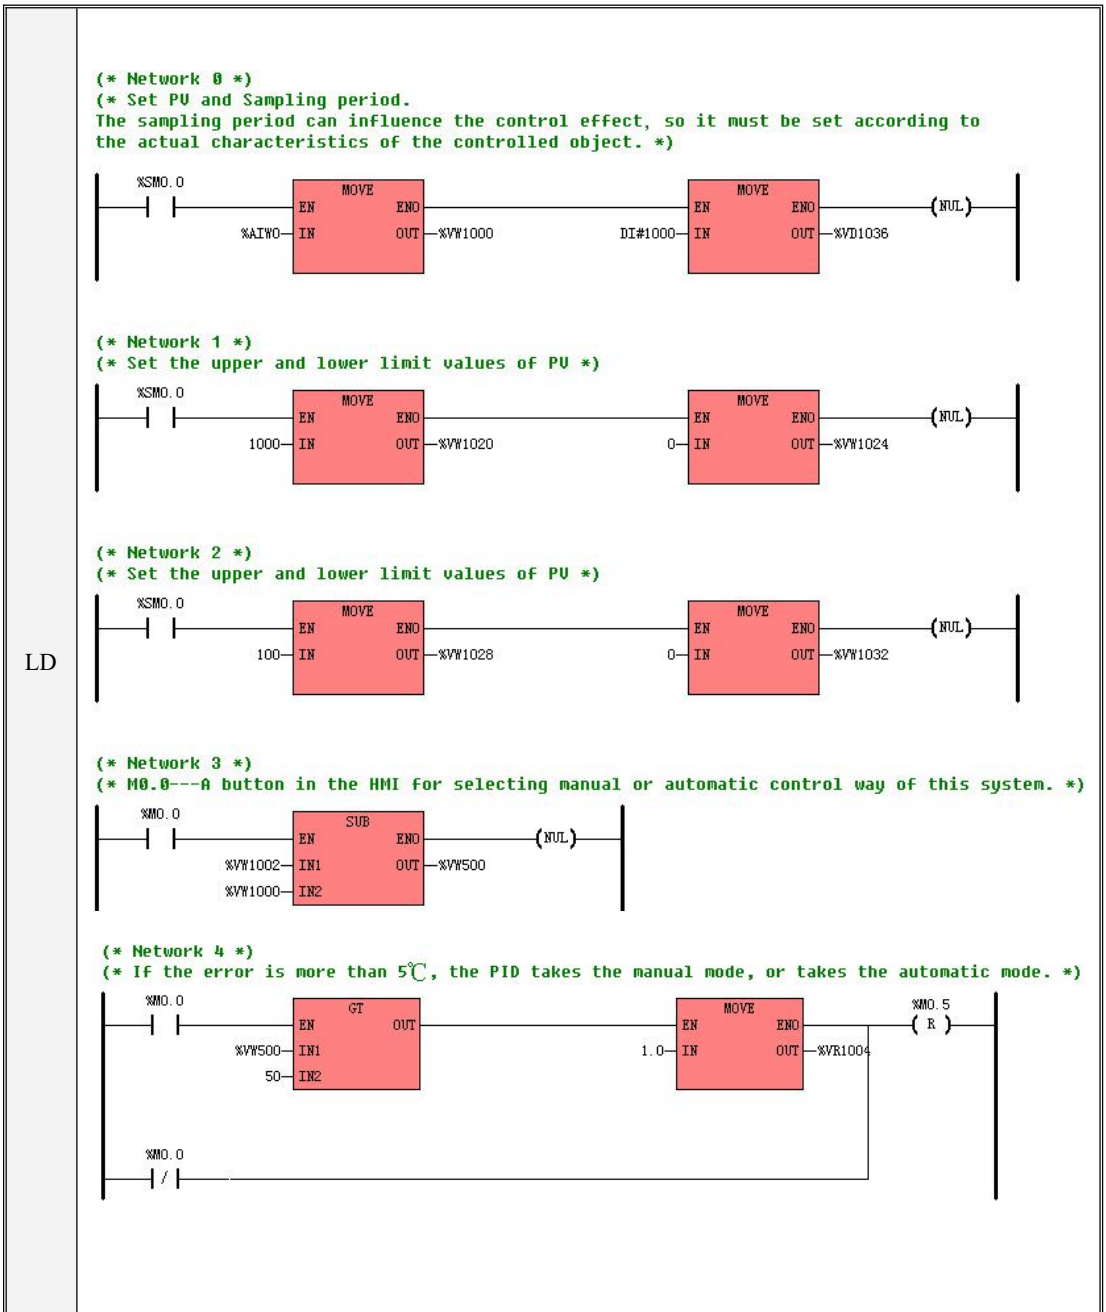 (* Network 0 *)
(* Set PV and Sampling period.
The sampling period can influence the control effect, so it must be set according to
the actual characteristics of the controlled object. *)
%SM0.0
MOVE
MOVE
EN
ENO
EN
ENO
(NUL)
%AIW0
IN
OUT
%VW1000
DI#1000
IN
OUT
%VD1036
(* Network 1 *)
(* Set the upper and lower limit values of PV *)
%SM0.0
MOVE
MOVE
EN
ENO
EN
ENO
(NUL)
1000
IN
OUT
%VW1020
0
IN
OUT
%VW1024
(* Network 2 *)
(* Set the upper and lower limit values of PV *)
%SM0.0
MOVE
MOVE
EN
ENO
EN
ENO
(NUL)
100
IN
OUT
%VW1028
0
IN
OUT
%VW1032
LD
(* Network 3 *)
(* M0.0---A button in the HMI for selecting manual or automatic control way of this system. *)
%M0.0
SUB
EN
ENO
(NUL)
%VW1002
IN1
OUT
%VW500
%VW1000
IN2
(* Network 4 *)
(* If the error is more than 5℃, the PID takes the manual mode, or takes the automatic mode. *)
%M0.0
GT
MOVE
%M0.5
EN
OUT
EN
ENO
( R )
%VW500
IN1
1.0
IN
OUT
%VR1004
50
IN2
%M0.0
/